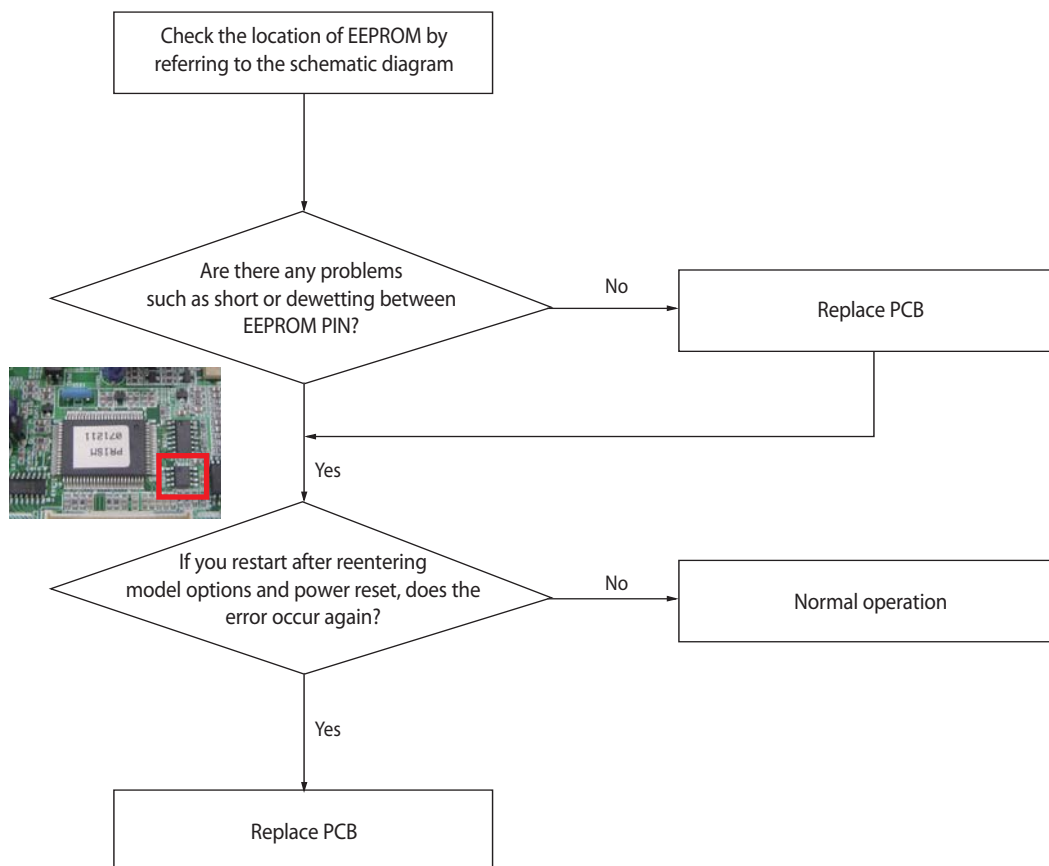 Check the location of EEPROM by
referring to the schematic diagram
Are there any problems
such as short or dewetting between
EEPROM PIN?
No
Replace PCB
PRISM
071211
Yes
If you restart after reentering
model options and power reset, does the
error occur again?
No
Normal operation
Yes
Replace PCB